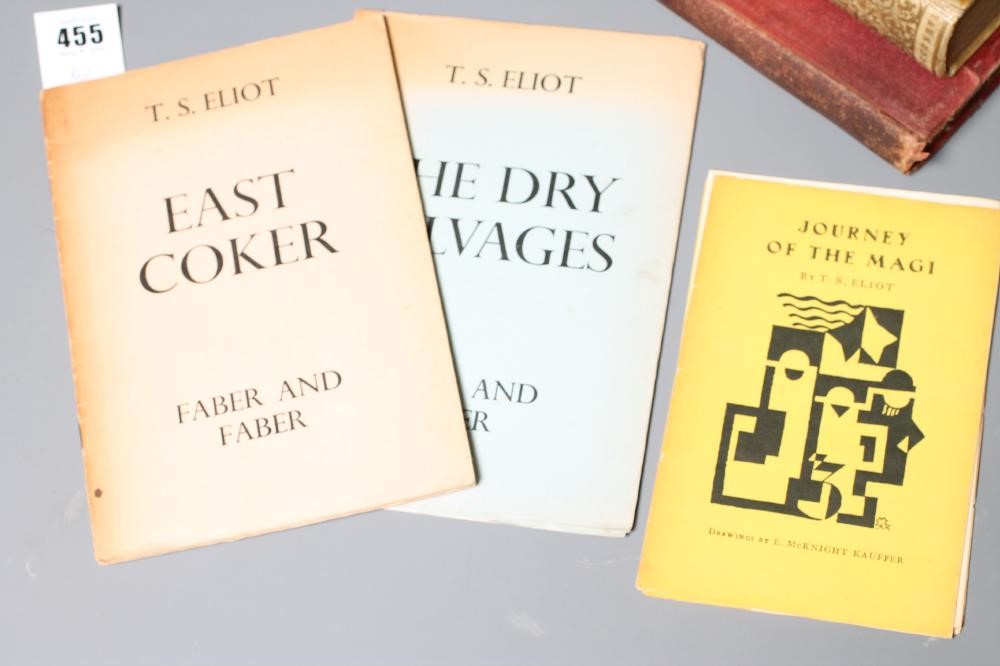 455
T. S. ELIOT
EAST
COKER
FABER AND
FABER
T. S. ELIOT
HE DRY
LVAGES
AND
ER
JOURNEY
OF THE MAGI
BY T. S. ELIOT
DRAWINGS BY E. MCKNIGHT KAUFFER